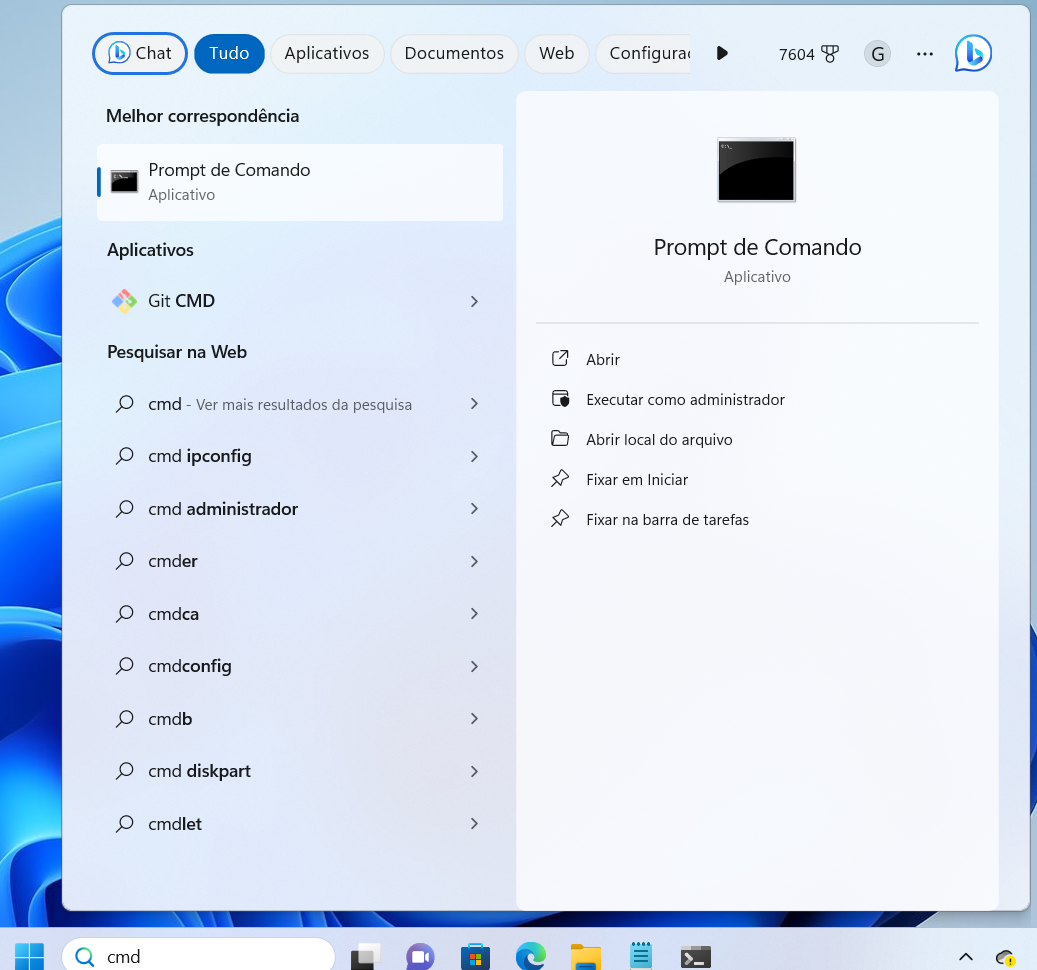 Chat
Tudo
Aplicativos
Documentos
Web
Configurac
7604
G
Melhor correspondência
Prompt de Comando
Aplicativo
Aplicativos
Git CMD
Pesquisar na Web
cmd - Ver mais resultados da pesquisa
cmd ipconfig
cmd administrador
cmder
cmdca
cmdconfig
cmdb
cmd diskpart
cmdlet
Prompt de Comando
Aplicativo
Abrir
Executar como administrador
Abrir local do arquivo
Fixar em Iniciar
Fixar na barra de tarefas
cmd